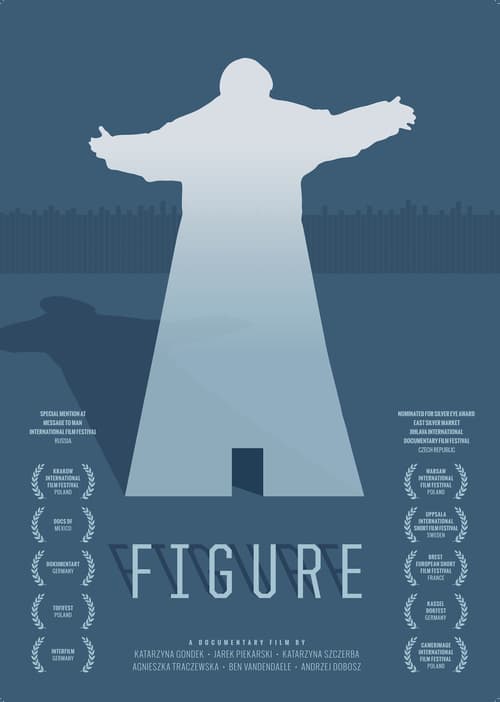 SPECIAL MENTION AT
MESSAGE TO MAN
INTERNATIONAL FILM FESTIVAL
RUSSIA
KRAKOW
INTERNATIONAL
FILM FESTIVAL
POLAND
DOCS DF
MEXICO
DOKUMENTART
GERMANY
TOFIFEST
POLAND
INTERFILM
GERMANY
NOMINATED FOR SILVER EYE AWARD
EAST SILVER MARKET
JIHLAVA INTERNATIONAL
DOCUMENTARY FILM FESTIVAL
CZECH REPUBLIC
WARSAW
INTERNATIONAL
FILM FESTIVAL
POLAND
UPPSALA
INTERNATIONAL
SHORT FILM FESTIVAL
SWEDEN
BREST
EUROPEAN SHORT
FILM FESTIVAL
FRANCE
KASSEL
DOKFEST
GERMANY
CAMERIMAGE
INTERNATIONAL
FILM FESTIVAL
POLAND
FIGURE
A DOCUMENTARY FILM BY
KATARZYNA GONDEK • JAREK PIEKARSKI • KATARZYNA SZCZERBA
AGNIESZKA TRACZEWSKA • BEN VANDENDAELE • ANDRZEJ DOBOSZ